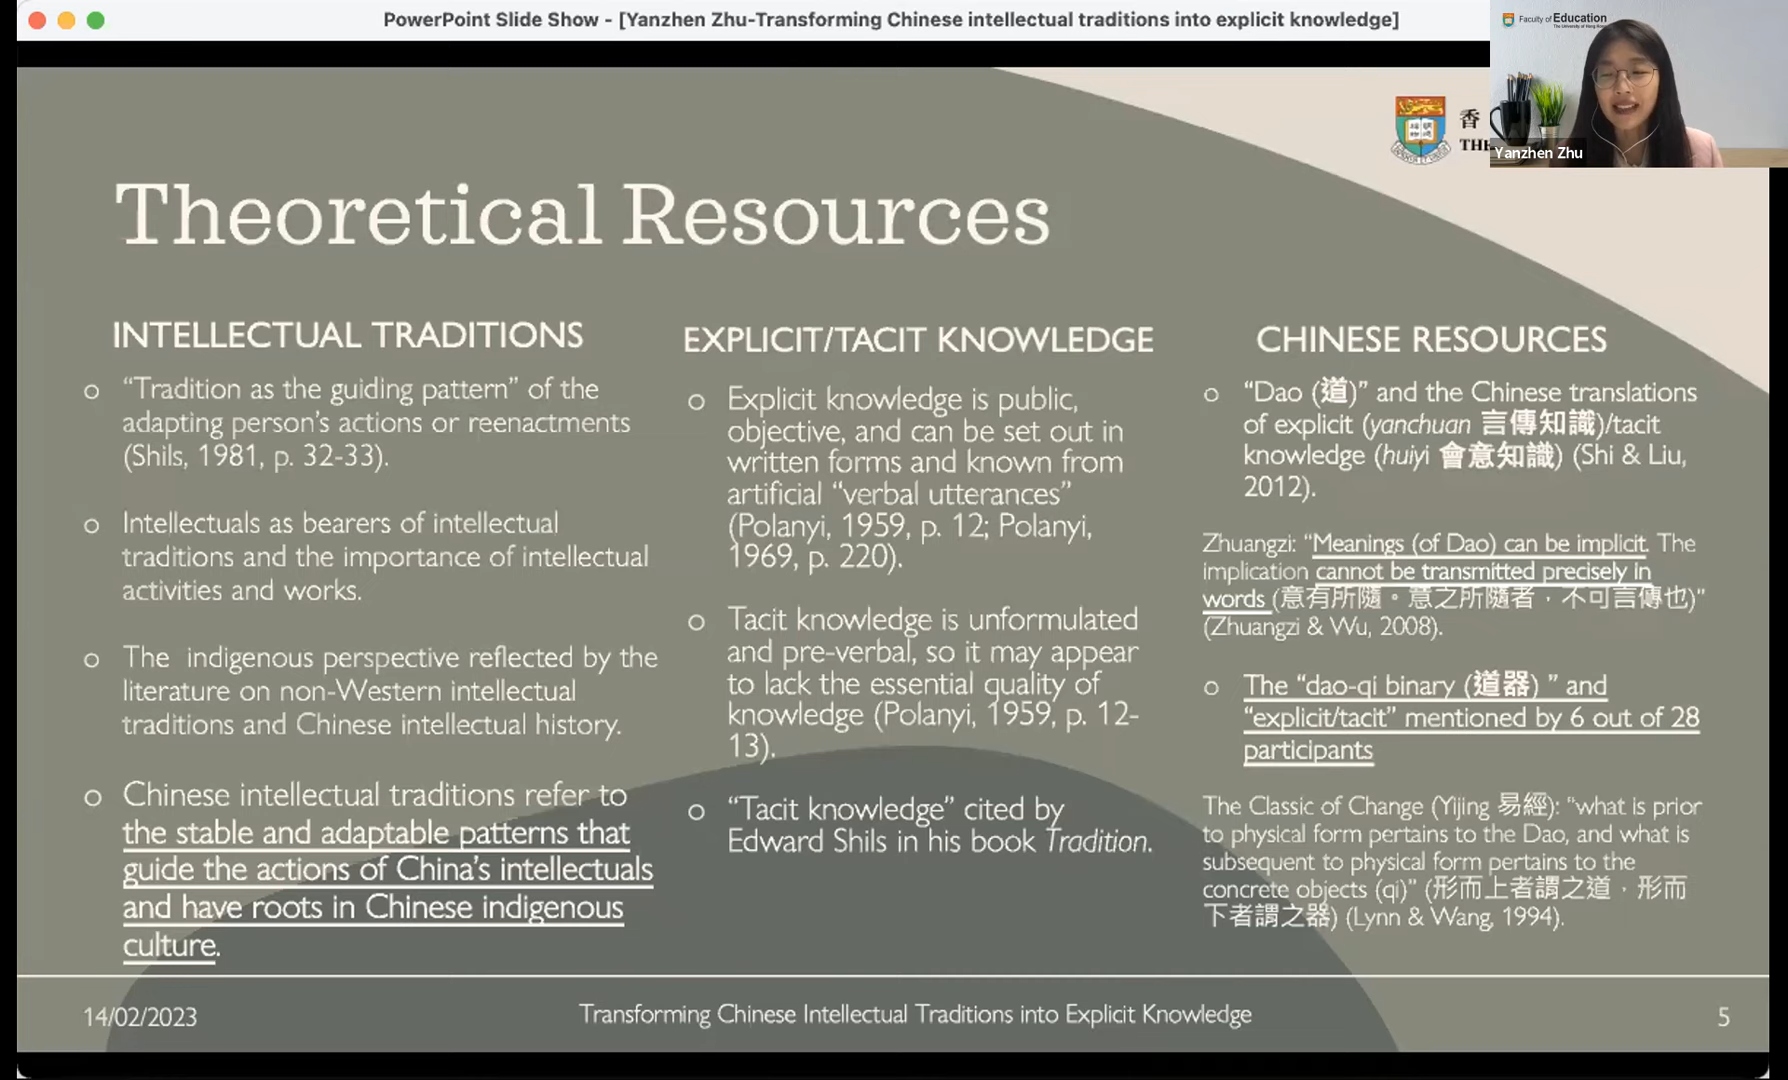 PowerPoint Slide Show - [Yanzhen Zhu-Transforming Chinese intellectual traditions into explicit knowledge]
Faculty of Education
The University of Hong Kong
Yanzhen Zhu
香
THE
Theoretical Resources
INTELLECTUAL TRADITIONS
o “Tradition as the guiding pattern” of the
adapting person’s actions or reenactments
(Shils, 1981, p. 32-33).
o Intellectuals as bearers of intellectual
traditions and the importance of intellectual
activities and works.
o The indigenous perspective reflected by the
literature on non-Western intellectual
traditions and Chinese intellectual history.
o Chinese intellectual traditions refer to
the stable and adaptable patterns that
guide the actions of China’s intellectuals
and have roots in Chinese indigenous
culture.
EXPLICIT/TACIT KNOWLEDGE
o Explicit knowledge is public,
objective, and can be set out in
written forms and known from
artificial “verbal utterances”
(Polanyi, 1959, p. 12; Polanyi,
1969, p. 220).
o Tacit knowledge is unformulated
and pre-verbal, so it may appear
to lack the essential quality of
knowledge (Polanyi, 1959, p. 12-
13).
o “Tacit knowledge” cited by
Edward Shils in his book Tradition.
CHINESE RESOURCES
o “Dao (道)” and the Chinese translations
of explicit (yanchuan 言傳知識)/tacit
knowledge (huiyi 會意知識) (Shi & Liu,
2012).
Zhuangzi: “Meanings (of Dao) can be implicit. The
implication cannot be transmitted precisely in
words (意有所隨。意之所隨者，不可言傳也)”
(Zhuangzi & Wu, 2008).
o The “dao-qi binary (道器) ” and
“explicit/tacit” mentioned by 6 out of 28
participants
The Classic of Change (Yijing 易經): “what is prior
to physical form pertains to the Dao, and what is
subsequent to physical form pertains to the
concrete objects (qi)” (形而上者謂之道，形而
下者謂之器) (Lynn & Wang, 1994).
14/02/2023
Transforming Chinese Intellectual Traditions into Explicit Knowledge
5